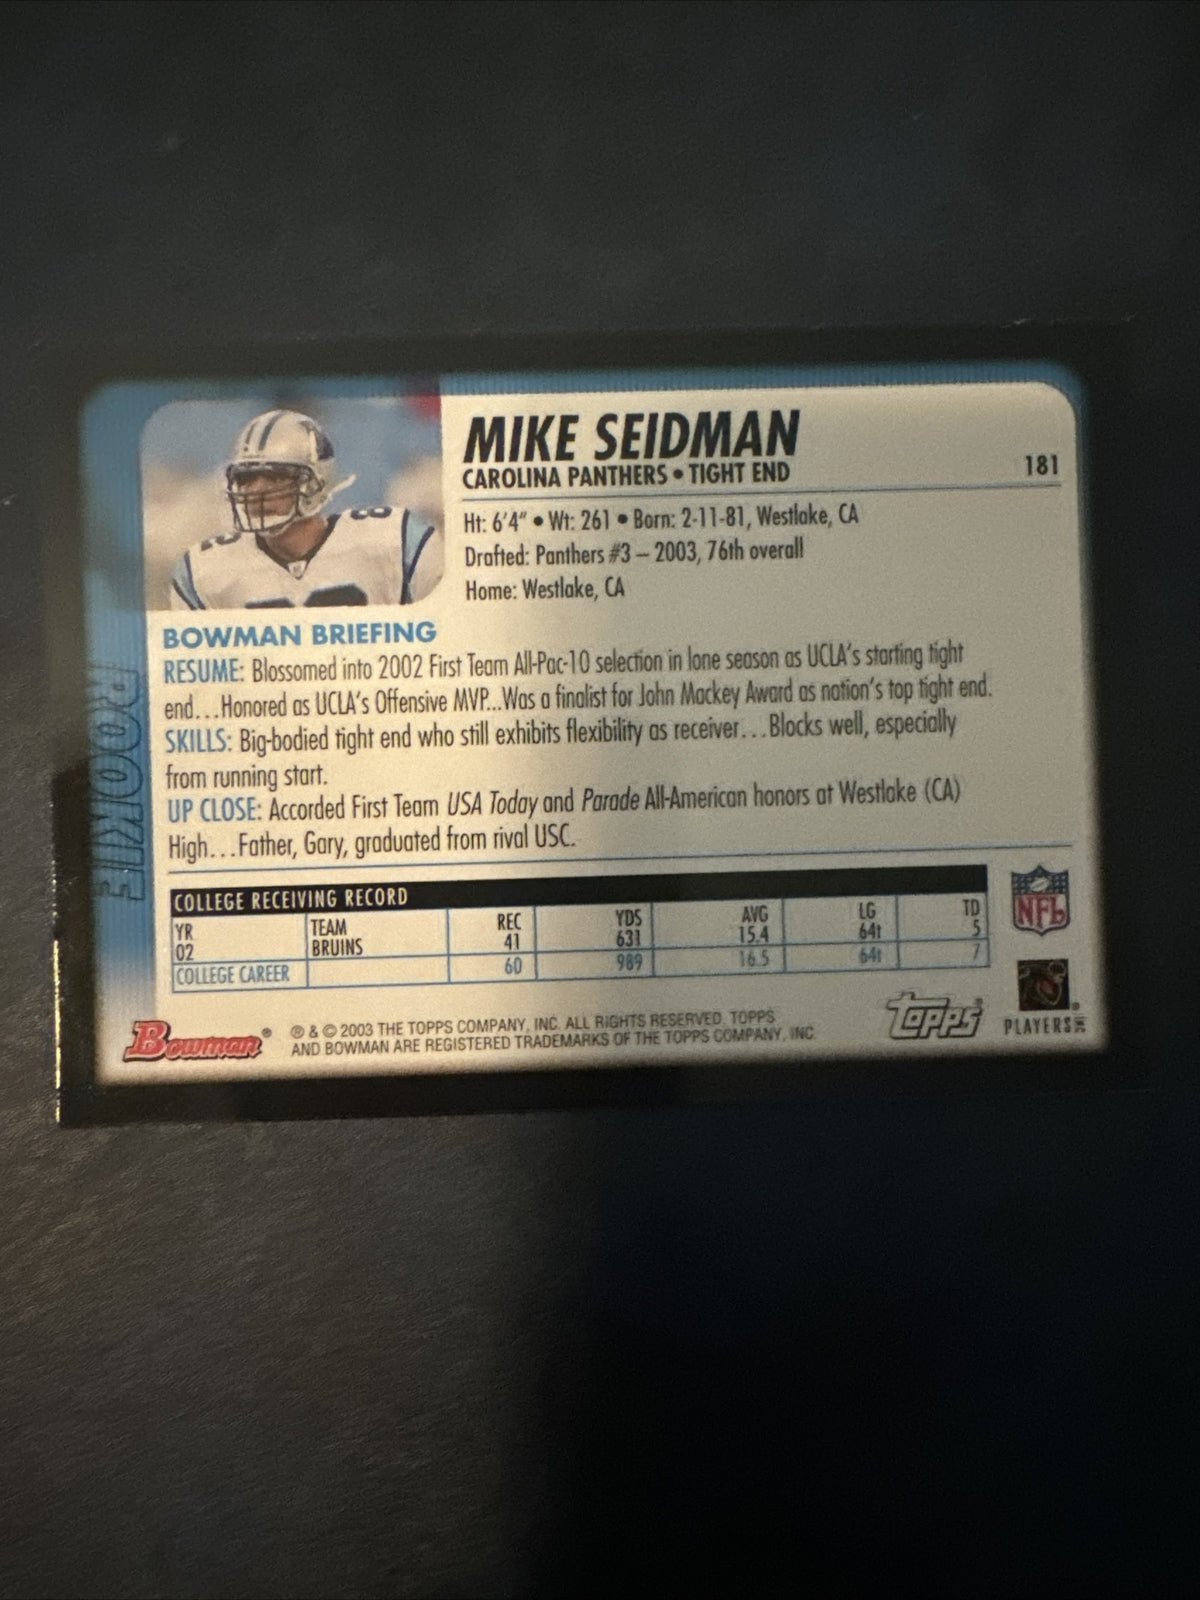 MIKE SEIDMAN
CAROLINA PANTHERS • TIGHT END
181
Ht: 6'4" • Wt: 261 • Born: 2-11-81, Westlake, CA
Drafted: Panthers #3 – 2003, 76th overall
Home: Westlake, CA
ROOKIE
BOWMAN BRIEFING
RESUME: Blossomed into 2002 First Team All-Pac-10 selection in lone season as UCLA's starting tight
end...Honored as UCLA's Offensive MVP...Was a finalist for John Mackey Award as nation's top tight end.
SKILLS: Big-bodied tight end who still exhibits flexibility as receiver...Blocks well, especially
from running start.
UP CLOSE: Accorded First Team USA Today and Parade All-American honors at Westlake (CA)
High...Father, Gary, graduated from rival USC.
COLLEGE RECEIVING RECORD
YR TEAM REC YDS AVG LG TD
02 BRUINS 41 631 15.4 64t 5
COLLEGE CAREER 60 989 16.5 64t 7
NFL
Bowman®
® & © 2003 THE TOPPS COMPANY, INC. ALL RIGHTS RESERVED. TOPPS
AND BOWMAN ARE REGISTERED TRADEMARKS OF THE TOPPS COMPANY, INC.
Topps®
PLAYERS INC